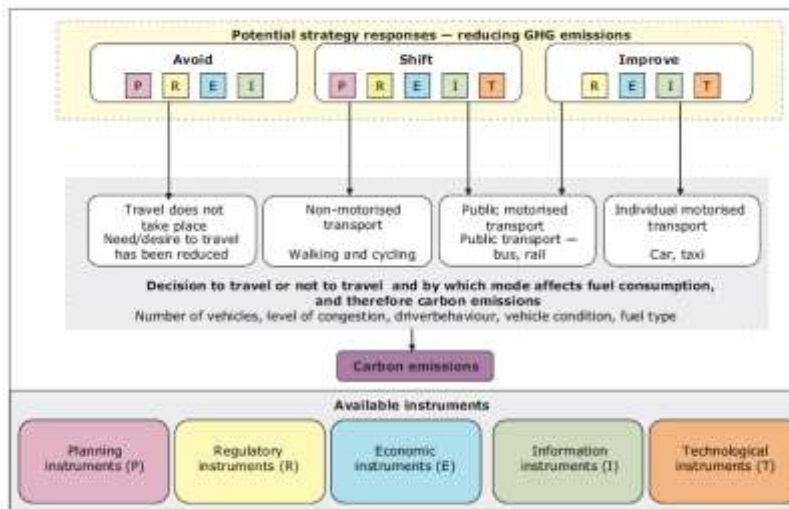 Potential strategy responses — reducing GHG emissions
Avoid
P R E I
Shift
P R E I T
Improve
R E I T
Travel does not
take place
Need/desire to travel
has been reduced
Non-motorised
transport
Walking and cycling
Public motorised
transport
Public transport —
bus, rail
Individual motorised
transport
Car, taxi
Decision to travel or not to travel and by which mode affects fuel consumption,
and therefore carbon emissions
Number of vehicles, level of congestion, driverbehaviour, vehicle condition, fuel type
Carbon emissions
Available instruments
Planning
instruments (P)
Regulatory
instruments (R)
Economic
instruments (E)
Information
instruments (I)
Technological
instruments (T)